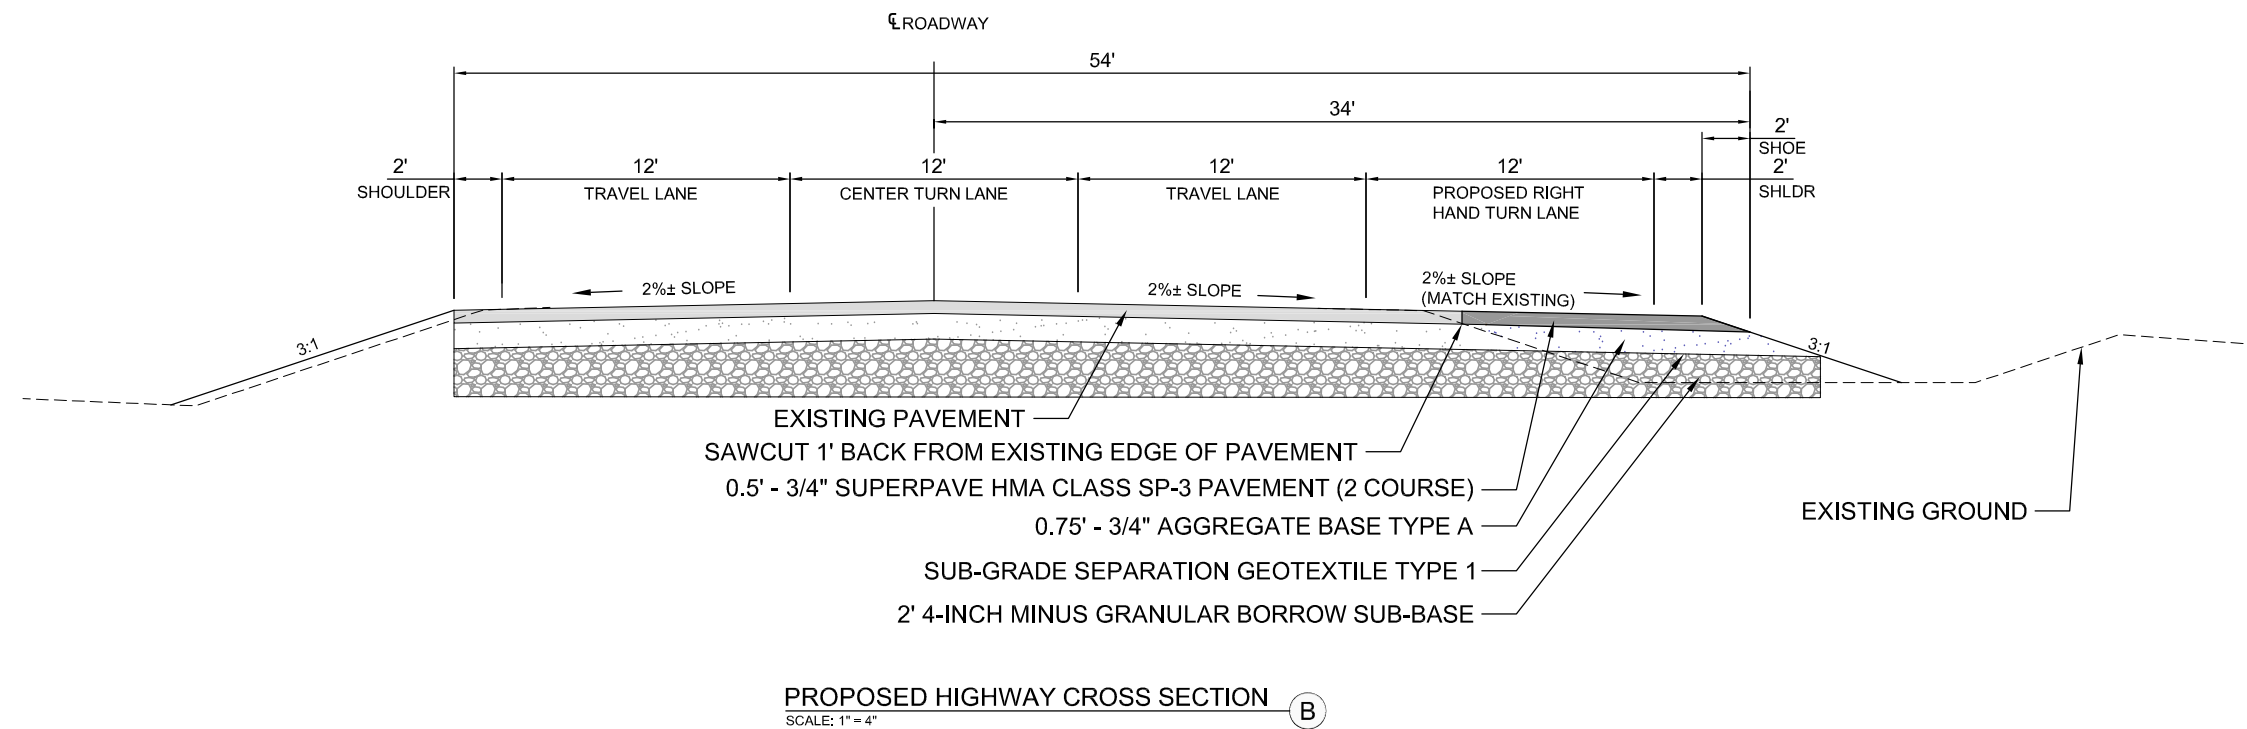 ℄ ROADWAY
54'
34'
2'
SHOE
2' 12' 12' 12' 12' 2'
SHOULDER TRAVEL LANE CENTER TURN LANE TRAVEL LANE PROPOSED RIGHT SHLDR
HAND TURN LANE
2%± SLOPE 2%± SLOPE 2%± SLOPE
(MATCH EXISTING)
3:1 3:1
EXISTING PAVEMENT
SAWCUT 1' BACK FROM EXISTING EDGE OF PAVEMENT
0.5' - 3/4" SUPERPAVE HMA CLASS SP-3 PAVEMENT (2 COURSE)
EXISTING GROUND
0.75' - 3/4" AGGREGATE BASE TYPE A
SUB-GRADE SEPARATION GEOTEXTILE TYPE 1
2' 4-INCH MINUS GRANULAR BORROW SUB-BASE
PROPOSED HIGHWAY CROSS SECTION B
SCALE: 1" = 4"